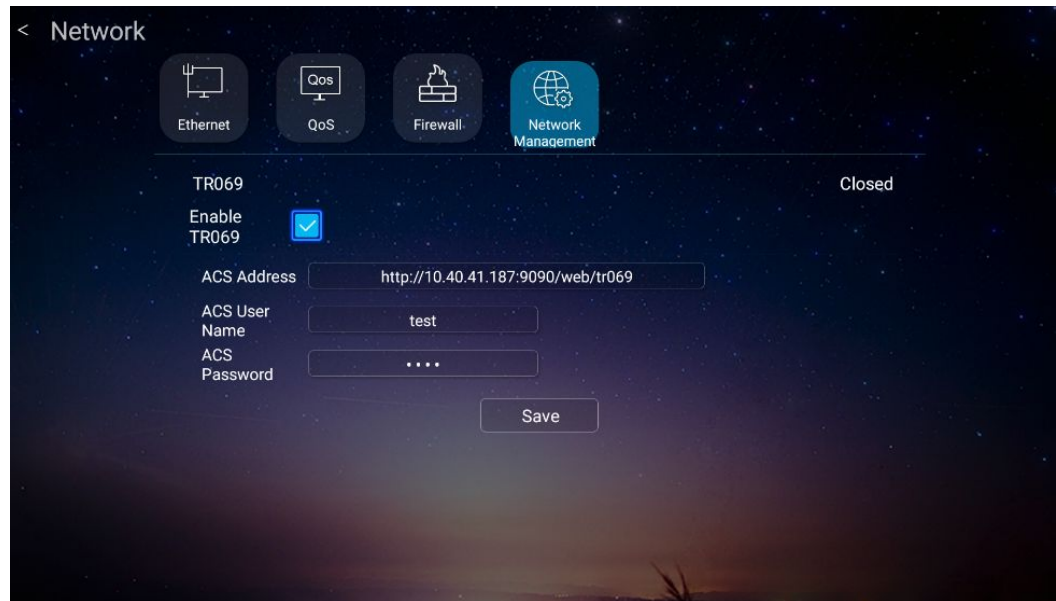 < Network
Qos
Ethernet
QoS
Firewall
Network
Management
TR069
Closed
Enable
TR069
ACS Address
http://10.40.41.187:9090/web/tr069
ACS User
Name
test
ACS
Password
••••
Save